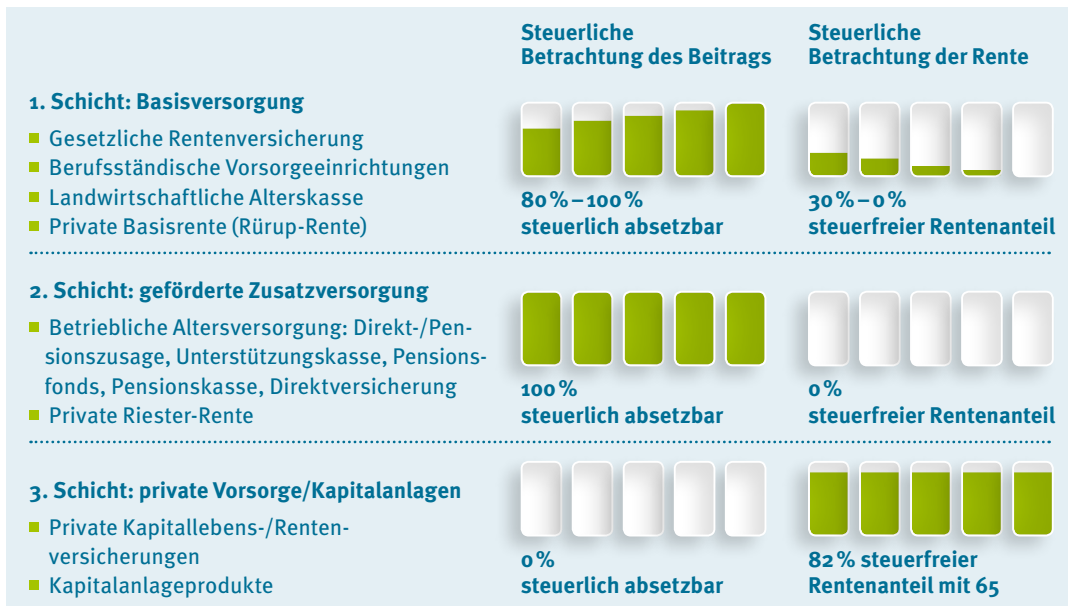 Steuerliche
Betrachtung des Beitrags
Steuerliche
Betrachtung der Rente
1. Schicht: Basisversorgung
Gesetzliche Rentenversicherung
Berufsständische Vorsorgeeinrichtungen
Landwirtschaftliche Alterskasse
Private Basisrente (Rürup-Rente)
80 % – 100 %
steuerlich absetzbar
30 % – 0 %
steuerfreier Rentenanteil
2. Schicht: geförderte Zusatzversorgung
Betriebliche Altersversorgung: Direkt-/Pen-
sionszusage, Unterstützungskasse, Pensions-
fonds, Pensionskasse, Direktversicherung
Private Riester-Rente
100 %
steuerlich absetzbar
0 %
steuerfreier Rentenanteil
3. Schicht: private Vorsorge/Kapitalanlagen
Private Kapitallebens-/Renten-
versicherungen
Kapitalanlageprodukte
0 %
steuerlich absetzbar
82 % steuerfreier
Rentenanteil mit 65